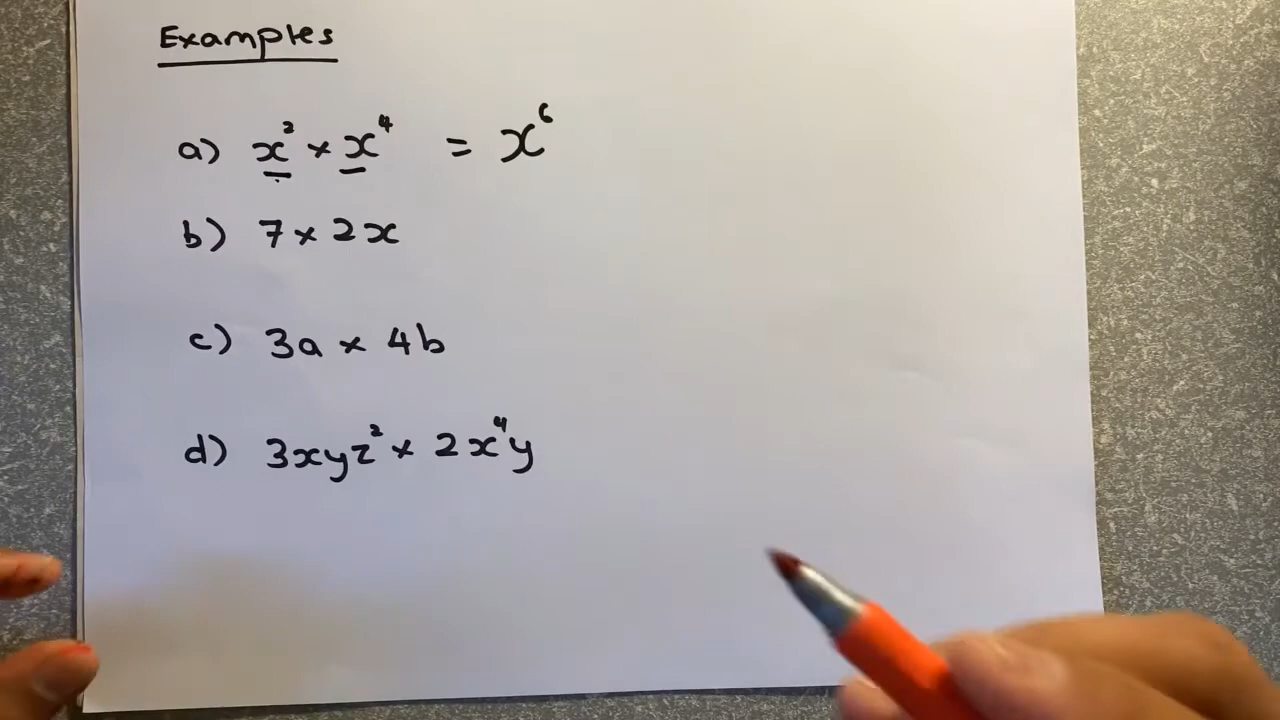 Examples
a) x² × x⁴ = x⁶
b) 7 × 2x
c) 3a × 4b
d) 3xyz² × 2x⁴y